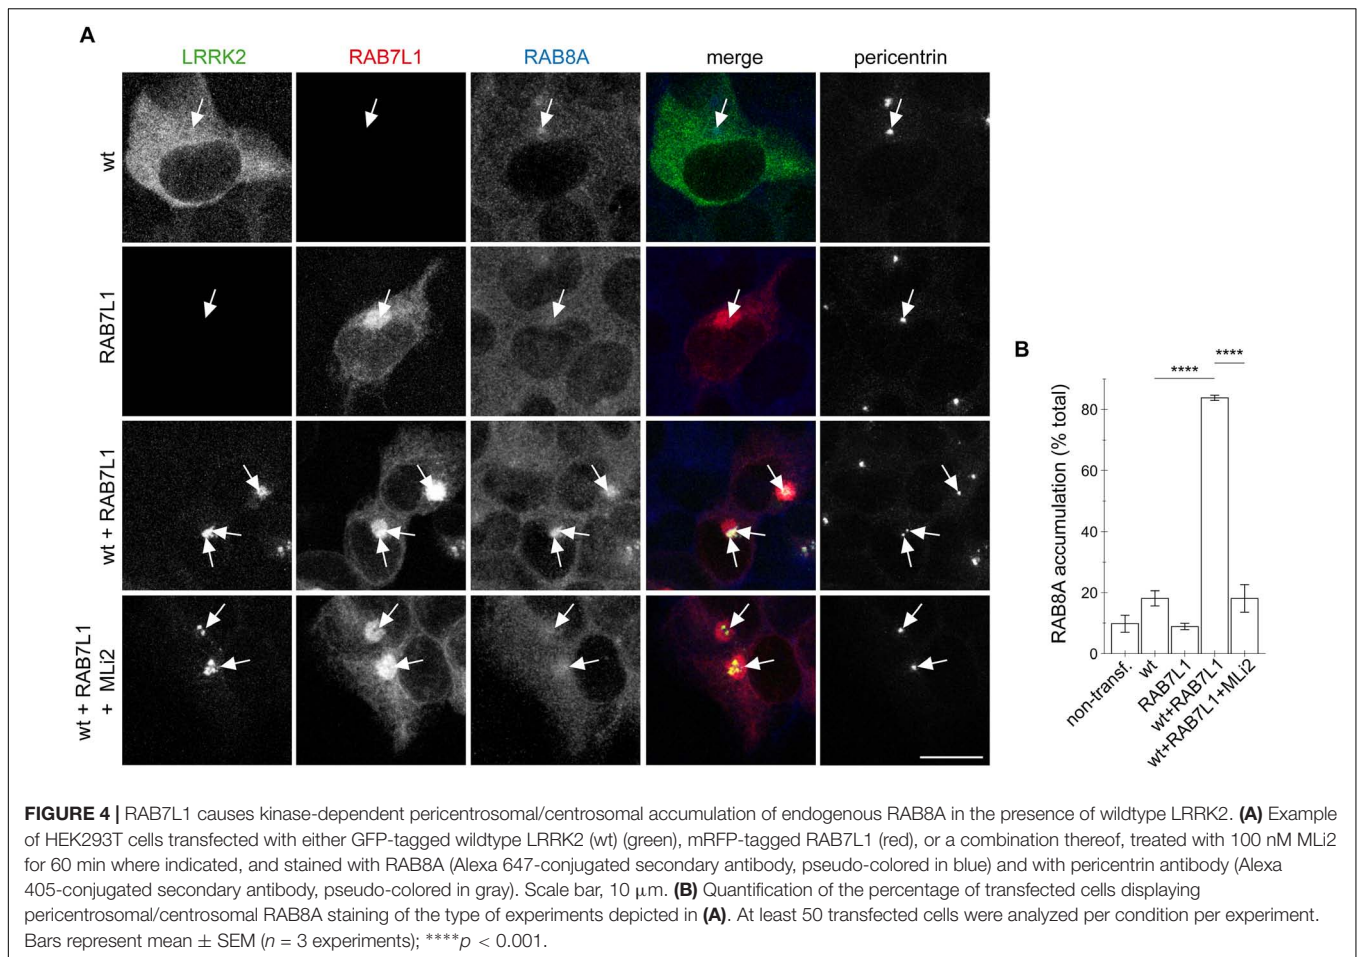 A
LRRK2 RAB7L1 RAB8A merge pericentrin
wt
RAB7L1
wt + RAB7L1
wt + RAB7L1
+ MLi2
B
RAB8A accumulation (% total)
80
60
40
20
0
**** ****
non-transf. wt RAB7L1 wt+RAB7L1 wt+RAB7L1+MLi2
FIGURE 4 | RAB7L1 causes kinase-dependent pericentrosomal/centrosomal accumulation of endogenous RAB8A in the presence of wildtype LRRK2. (A) Example
of HEK293T cells transfected with either GFP-tagged wildtype LRRK2 (wt) (green), mRFP-tagged RAB7L1 (red), or a combination thereof, treated with 100 nM MLi2
for 60 min where indicated, and stained with RAB8A (Alexa 647-conjugated secondary antibody, pseudo-colored in blue) and with pericentrin antibody (Alexa
405-conjugated secondary antibody, pseudo-colored in gray). Scale bar, 10 μm. (B) Quantification of the percentage of transfected cells displaying
pericentrosomal/centrosomal RAB8A staining of the type of experiments depicted in (A). At least 50 transfected cells were analyzed per condition per experiment.
Bars represent mean ± SEM (n = 3 experiments); ****p < 0.001.